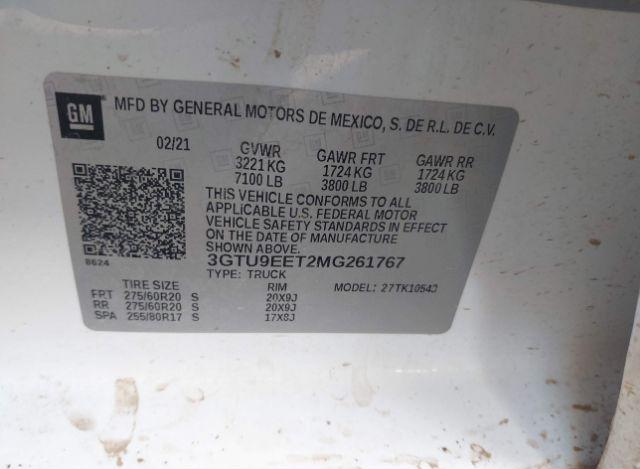 GM
MFD BY GENERAL MOTORS DE MEXICO, S. DE R.L. DE C.V.
02/21 GVWR GAWR FRT GAWR RR
3221 KG 1724 KG 1724 KG
7100 LB 3800 LB 3800 LB
THIS VEHICLE CONFORMS TO ALL
APPLICABLE U.S. FEDERAL MOTOR
VEHICLE SAFETY STANDARDS IN EFFECT
ON THE DATE OF MANUFACTURE
SHOWN ABOVE.
8624 3GTU9EET2MG261767
TYPE: TRUCK
TIRE SIZE RIM MODEL: 27TK10543
FRT 275/60R20 S 20X9J
RR 275/60R20 S 20X9J
SPA 255/80R17 S 17X8J